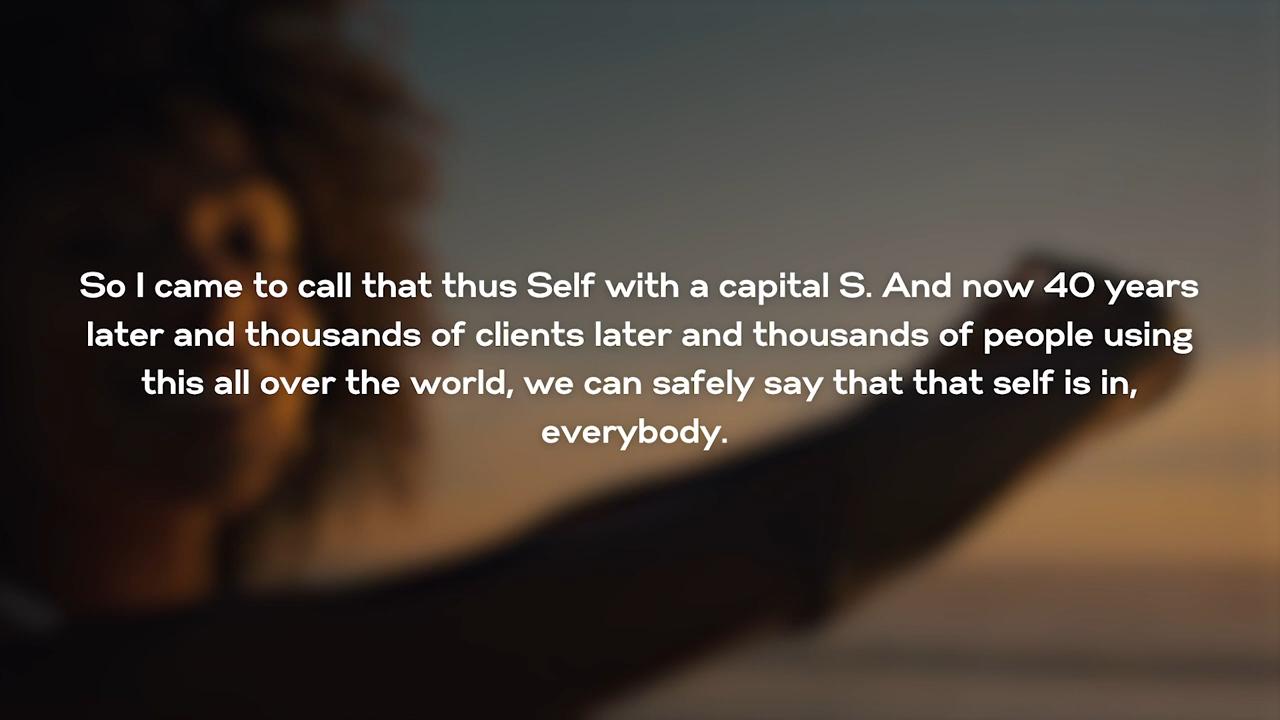 So I came to call that thus Self with a capital S. And now 40 years
later and thousands of clients later and thousands of people using
this all over the world, we can safely say that that self is in,
everybody.